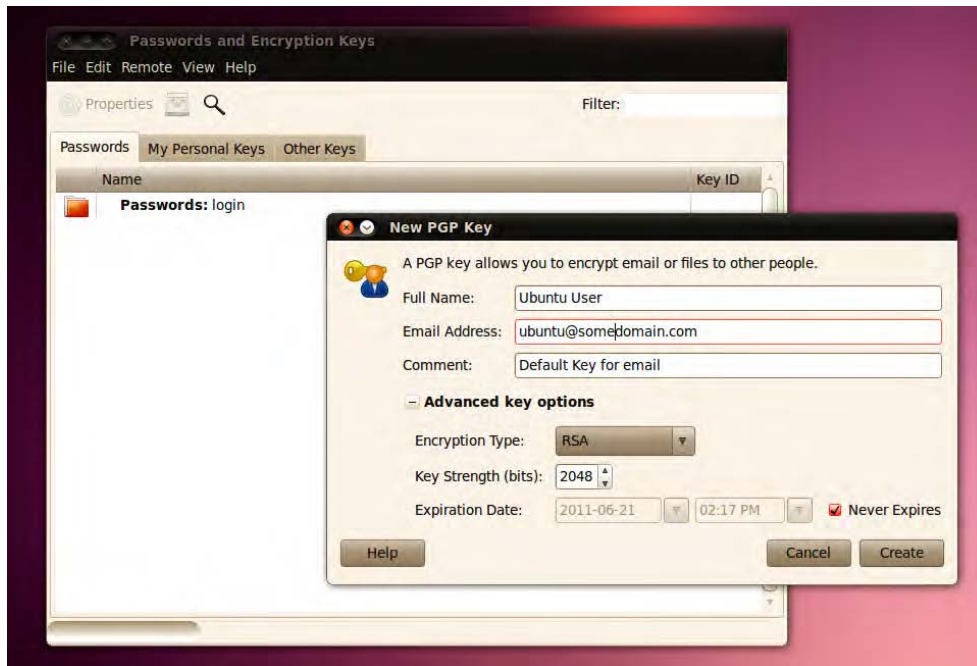 Passwords and Encryption Keys
File Edit Remote View Help
Properties
Filter:
Passwords My Personal Keys Other Keys
Name Key ID
Passwords: login
New PGP Key
A PGP key allows you to encrypt email or files to other people.
Full Name: Ubuntu User
Email Address: ubuntu@somedomain.com
Comment: Default Key for email
Advanced key options
Encryption Type: RSA
Key Strength (bits): 2048
Expiration Date: 2011-06-21 02:17 PM Never Expires
Help Cancel Create